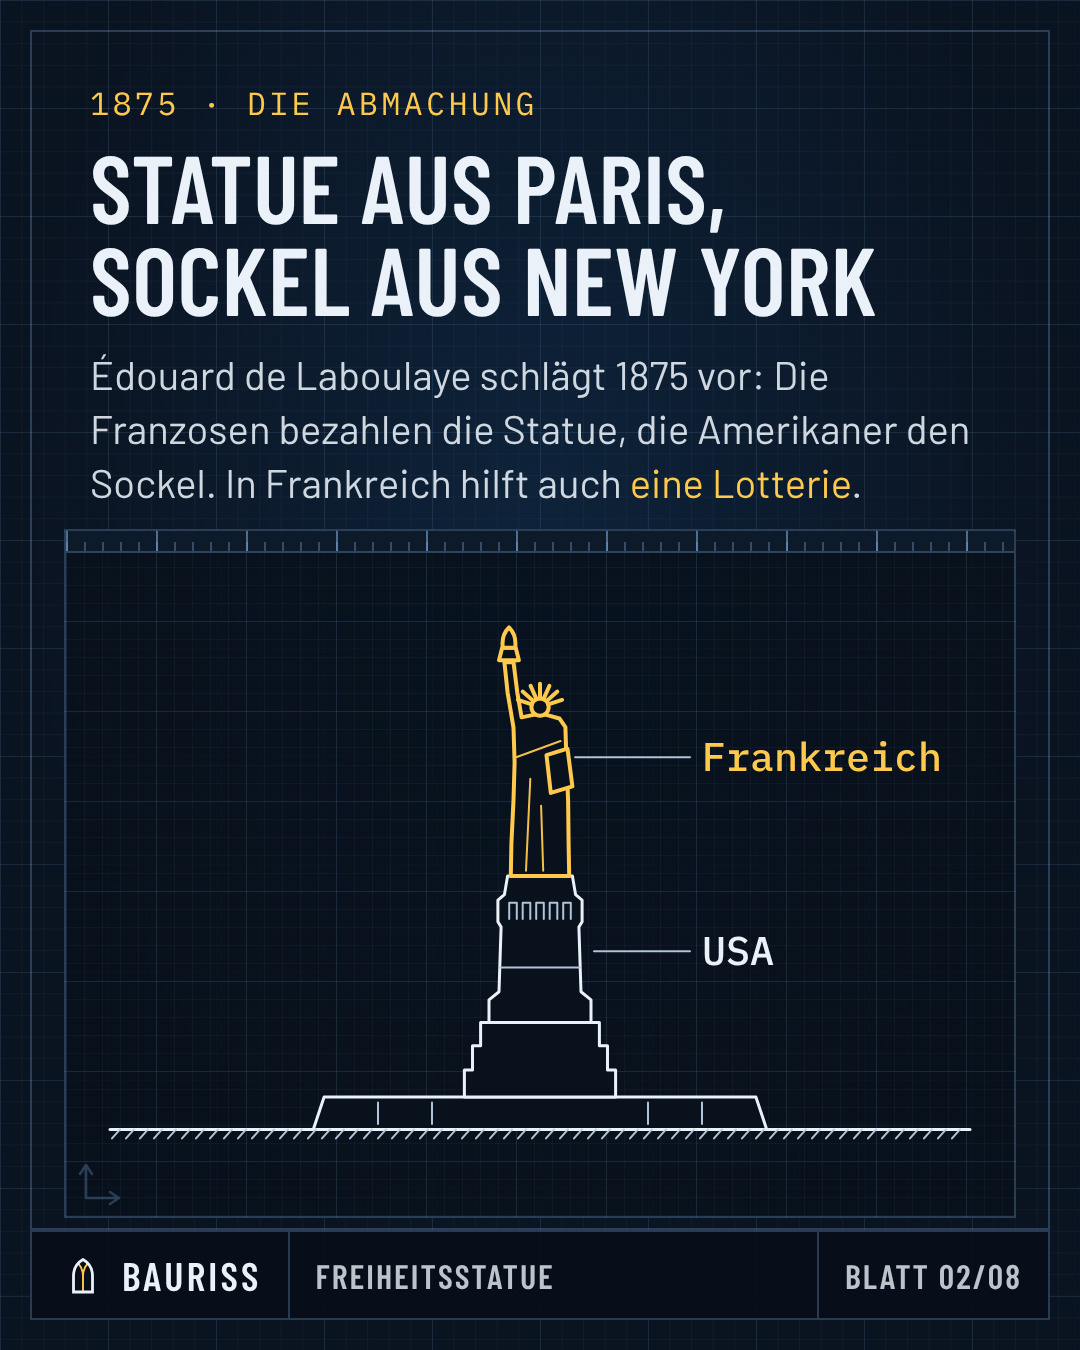 1875 · DIE ABMACHUNG
STATUE AUS PARIS,
SOCKEL AUS NEW YORK
Édouard de Laboulaye schlägt 1875 vor: Die
Franzosen bezahlen die Statue, die Amerikaner den
Sockel. In Frankreich hilft auch eine Lotterie.
Frankreich
USA
BAURISS
FREIHEITSSTATUE
BLATT 02/08